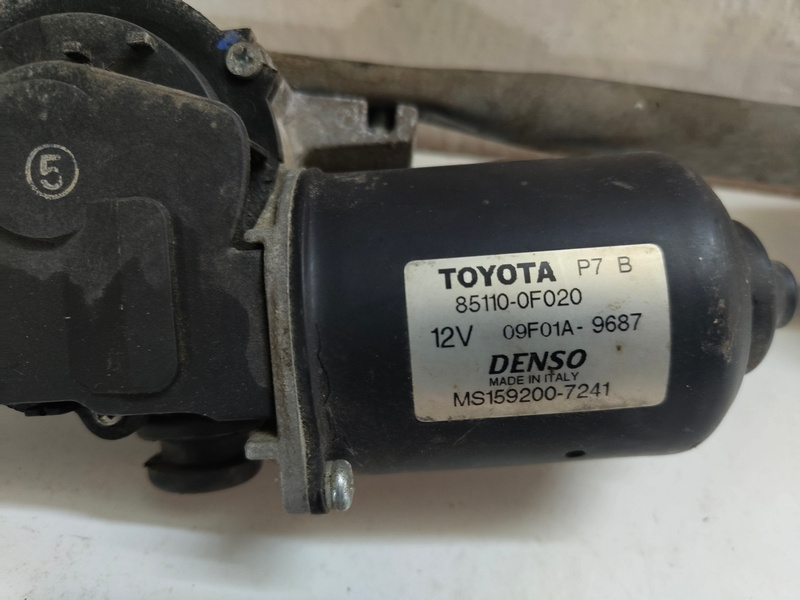 5
TOYOTA P7 B
85110-0F020
12V 09F01A-9687
DENSO
MADE IN ITALY
MS159200-7241